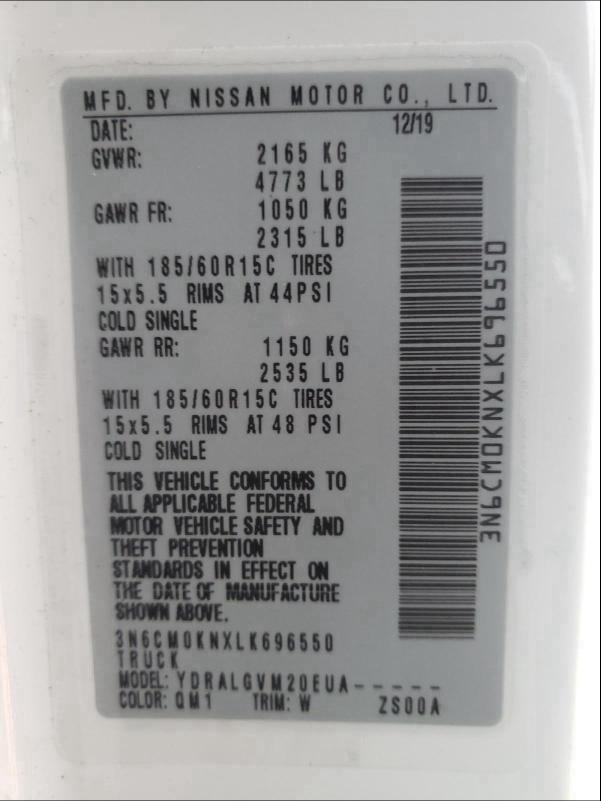 MFD. BY NISSAN MOTOR CO., LTD.
DATE: 12/19
GVWR: 2165 KG
4773 LB
GAWR FR: 1050 KG
2315 LB
WITH 185/60R15C TIRES
15x5.5 RIMS AT 44PSI
COLD SINGLE
GAWR RR: 1150 KG
2535 LB
WITH 185/60R15C TIRES
15x5.5 RIMS AT 48 PSI
COLD SINGLE
THIS VEHICLE CONFORMS TO
ALL APPLICABLE FEDERAL
MOTOR VEHICLE SAFETY AND
THEFT PREVENTION
STANDARDS IN EFFECT ON
THE DATE OF MANUFACTURE
SHOWN ABOVE.
3N6CM0KNXLK696550
TRUCK
MODEL: YDRALGVM20EUA-----
COLOR: QM1 TRIM: W ZS00A
3N6CM0KNXLK696550